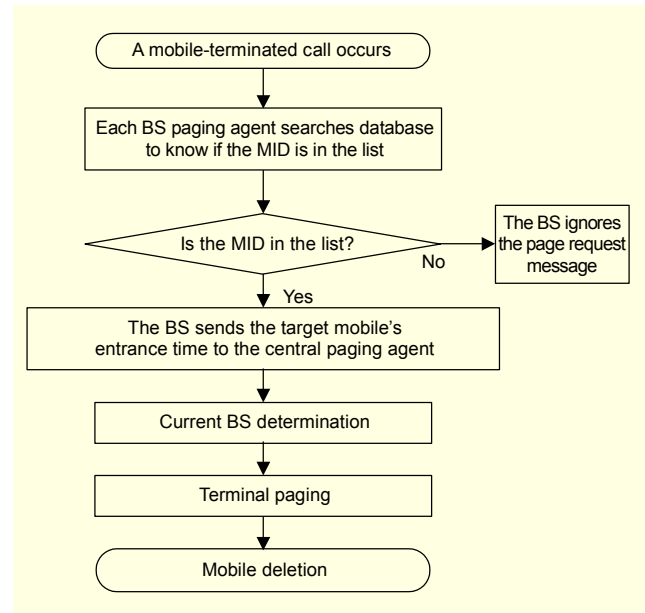 A mobile-terminated call occurs
Each BS paging agent searches database
to know if the MID is in the list
Is the MID in the list?
No
The BS ignores
the page request
message
Yes
The BS sends the target mobile's
entrance time to the central paging agent
Current BS determination
Terminal paging
Mobile deletion